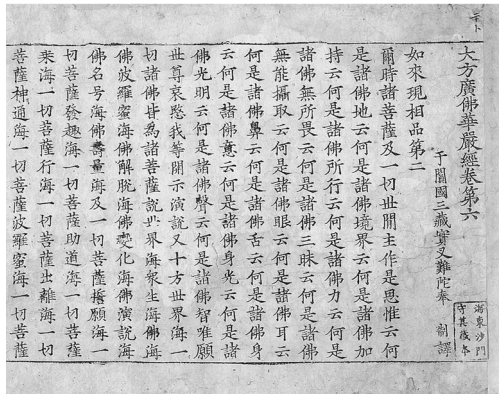 大方廣佛華嚴經卷第六
海東沙門
守其藏本
于闐國三藏實叉難陁奉 制譯
如來現相品第二
尒時諸菩薩及一切世閒主作是思惟云何
是諸佛地云何是諸佛境界云何是諸佛加
持云何是諸佛所行云何是諸佛力云何是
諸佛無所畏云何是諸佛三昧云何是諸佛
無能攝取云何是諸佛眼云何是諸佛耳云
何是諸佛鼻云何是諸佛舌云何是諸佛身
云何是諸佛意云何是諸佛身光云何是諸
佛光明云何是諸佛聲云何是諸佛智唯願
世尊哀愍我等開示演說又十方世界海一
切諸佛皆爲諸菩薩說世界海衆生海佛海
佛波羅蜜海佛解脫海佛變化海佛演說海
佛名号海佛壽量海及一切菩薩誓願海一
切菩薩發趣海一切菩薩助道海一切菩薩
乘海一切菩薩行海一切菩薩出離海一切
菩薩神通海一切菩薩波羅蜜海一切菩薩